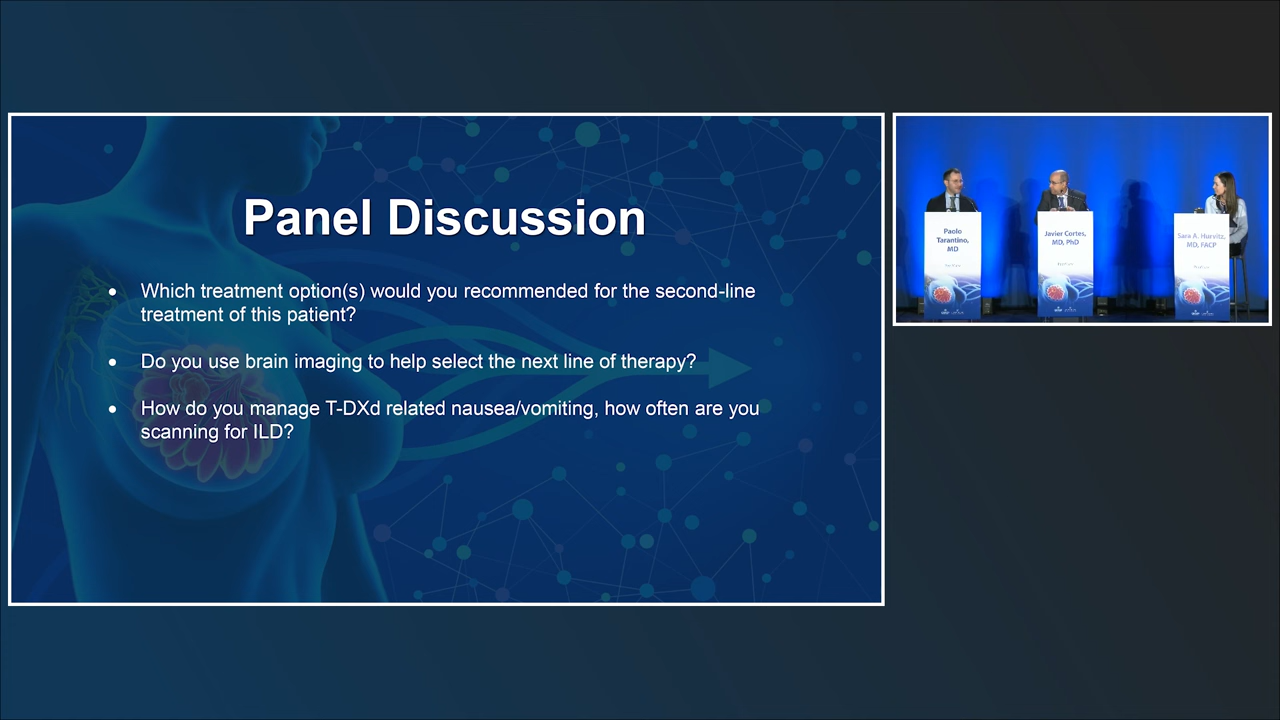 Panel Discussion
• Which treatment option(s) would you recommended for the second-line
treatment of this patient?
• Do you use brain imaging to help select the next line of therapy?
• How do you manage T-DXd related nausea/vomiting, how often are you
scanning for ILD?
Paolo
Tarantino,
MD
Javier Cortes,
MD, PhD
Sara A. Hurvitz,
MD, FACP